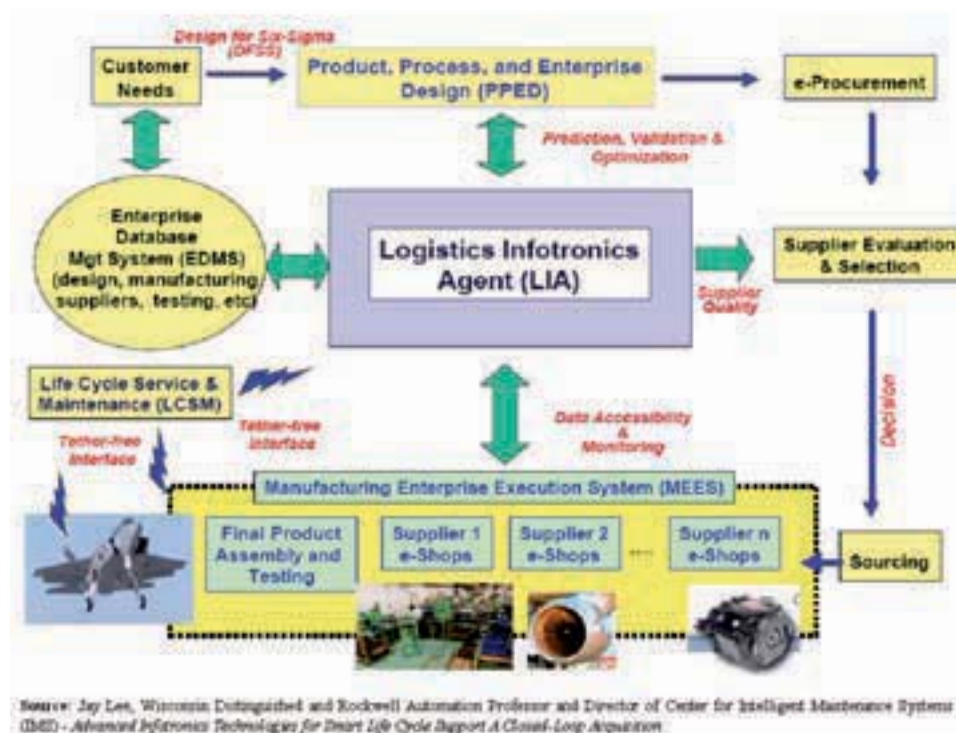 Design for Six-Sigma
(DFSS)
Customer
Needs
Product, Process, and Enterprise
Design (PPED)
e-Procurement
Prediction, Validation &
Optimization
Enterprise
Database
Mgt System (EDMS)
(design, manufacturing,
suppliers, testing, etc)
Logistics Infotronics
Agent (LIA)
Supplier Evaluation
& Selection
Supplier
Quality
Life Cycle Service &
Maintenance (LCSM)
Tether-free
Interface
Tether-free
Interface
Data Accessibility
&
Monitoring
Decision
Manufacturing Enterprise Execution System (MEES)
Final Product
Assembly and
Testing
Supplier 1
e-Shops
Supplier 2
e-Shops
....
Supplier n
e-Shops
Sourcing
Source: Jay Lee, Wisconsin Distinguished and Rockwell Automation Professor and Director of Center for Intelligent Maintenance Systems
(IMS) - Advanced Infotronics Technologies for Smart Life Cycle Support A Closed-Loop Acquisition